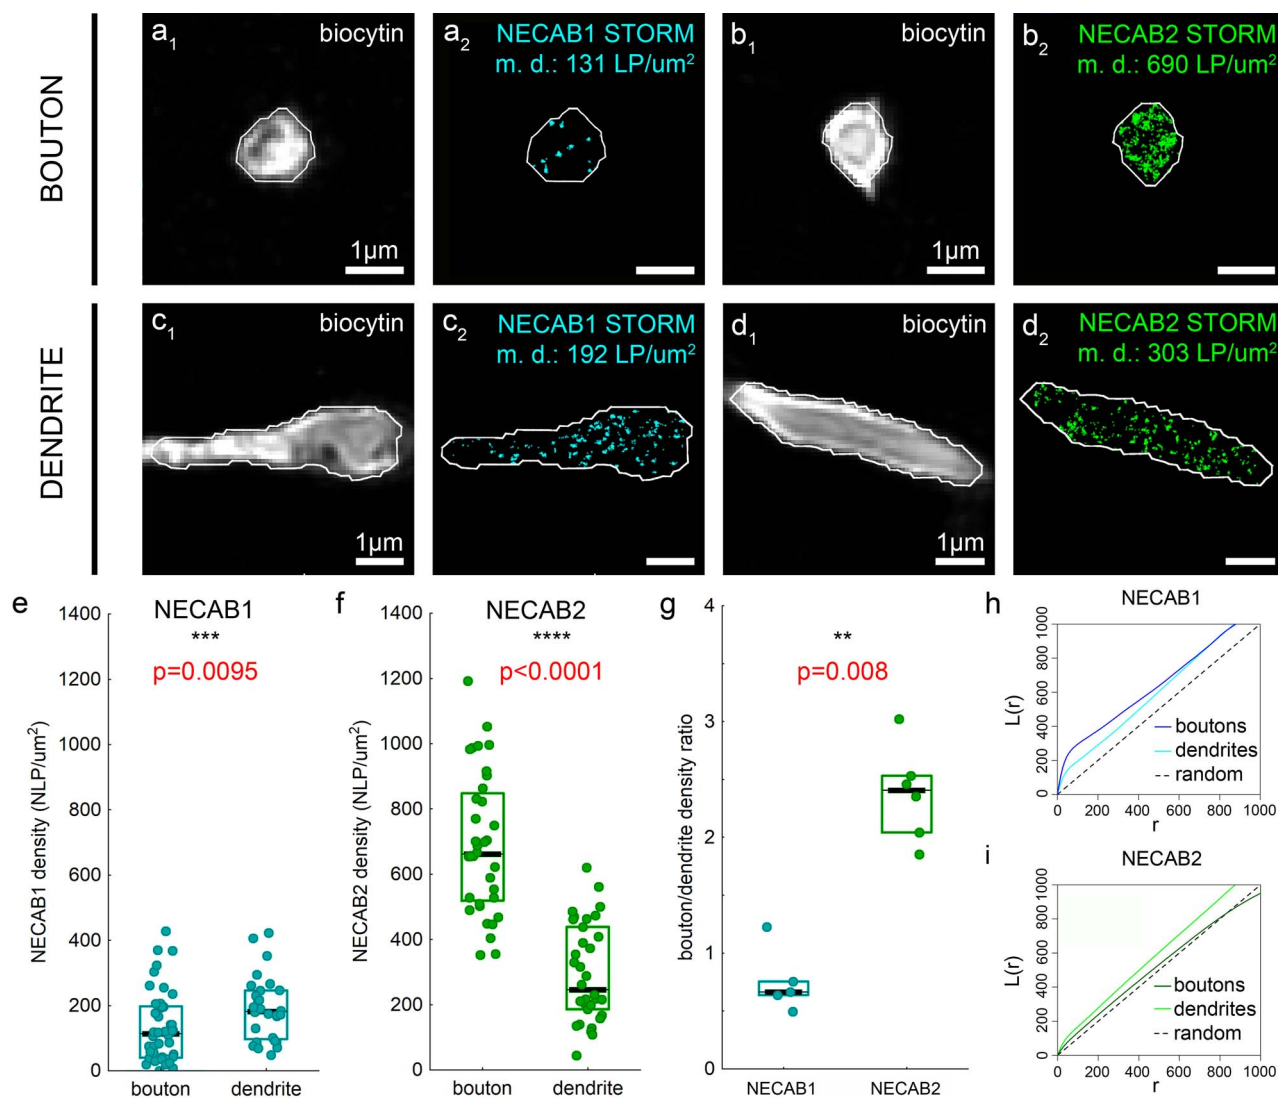 BOUTON
a1
biocytin
1µm
a2
NECAB1 STORM
m. d.: 131 LP/um²
b1
biocytin
1µm
b2
NECAB2 STORM
m. d.: 690 LP/um²
DENDRITE
c1
biocytin
1µm
c2
NECAB1 STORM
m. d.: 192 LP/um²
d1
biocytin
1µm
d2
NECAB2 STORM
m. d.: 303 LP/um²
e
NECAB1
***
p=0.0095
NECAB1 density (NLP/um²)
1400
1200
1000
800
600
400
200
0
bouton dendrite
f
NECAB2
****
p<0.0001
NECAB2 density (NLP/um²)
1400
1200
1000
800
600
400
200
0
bouton dendrite
g
**
p=0.008
bouton/dendrite density ratio
4
3
2
1
0
NECAB1 NECAB2
h
NECAB1
L(r)
0 200 400 600 800 1000
boutons
dendrites
random
0 200 400 600 800 1000
r
i
NECAB2
L(r)
0 200 400 600 800 1000
boutons
dendrites
random
0 200 400 600 800 1000
r